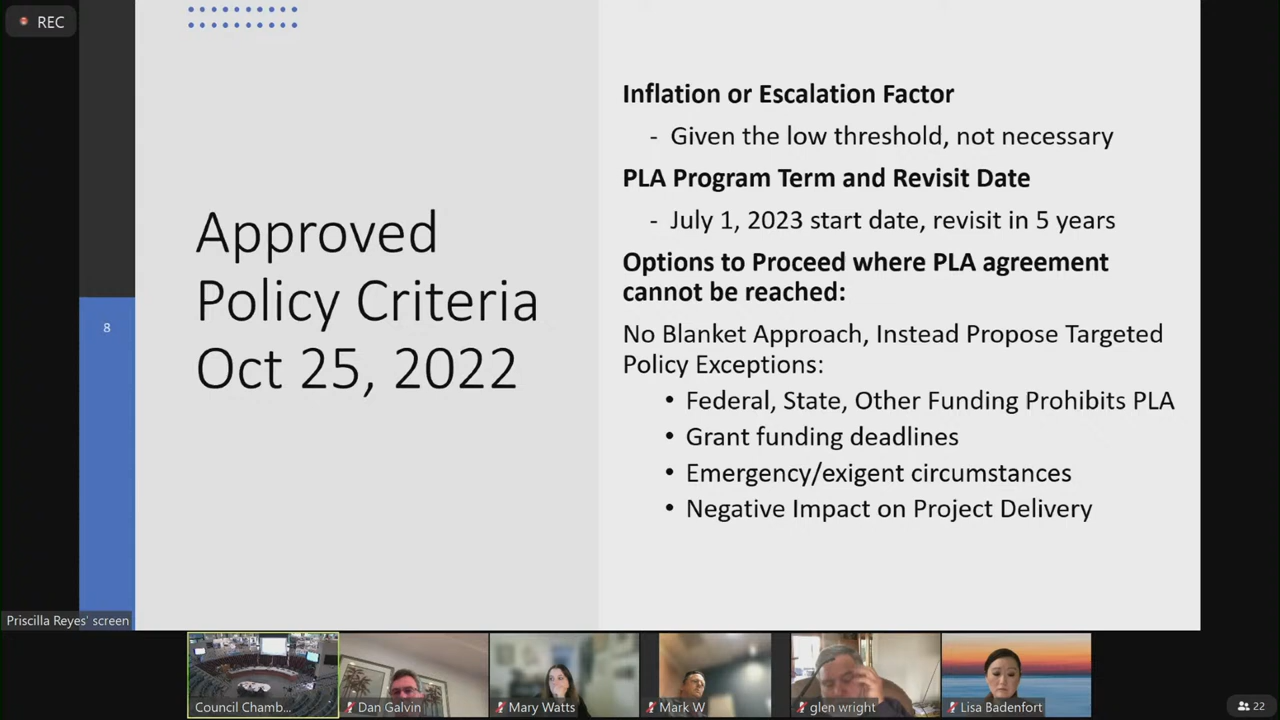 REC
Approved
Policy Criteria
Oct 25, 2022
8
Inflation or Escalation Factor
- Given the low threshold, not necessary
PLA Program Term and Revisit Date
- July 1, 2023 start date, revisit in 5 years
Options to Proceed where PLA agreement
cannot be reached:
No Blanket Approach, Instead Propose Targeted
Policy Exceptions:
• Federal, State, Other Funding Prohibits PLA
• Grant funding deadlines
• Emergency/exigent circumstances
• Negative Impact on Project Delivery
Priscilla Reyes' screen
Council Chamb...
Dan Galvin
Mary Watts
Mark W
glen wright
Lisa Badenfort
22